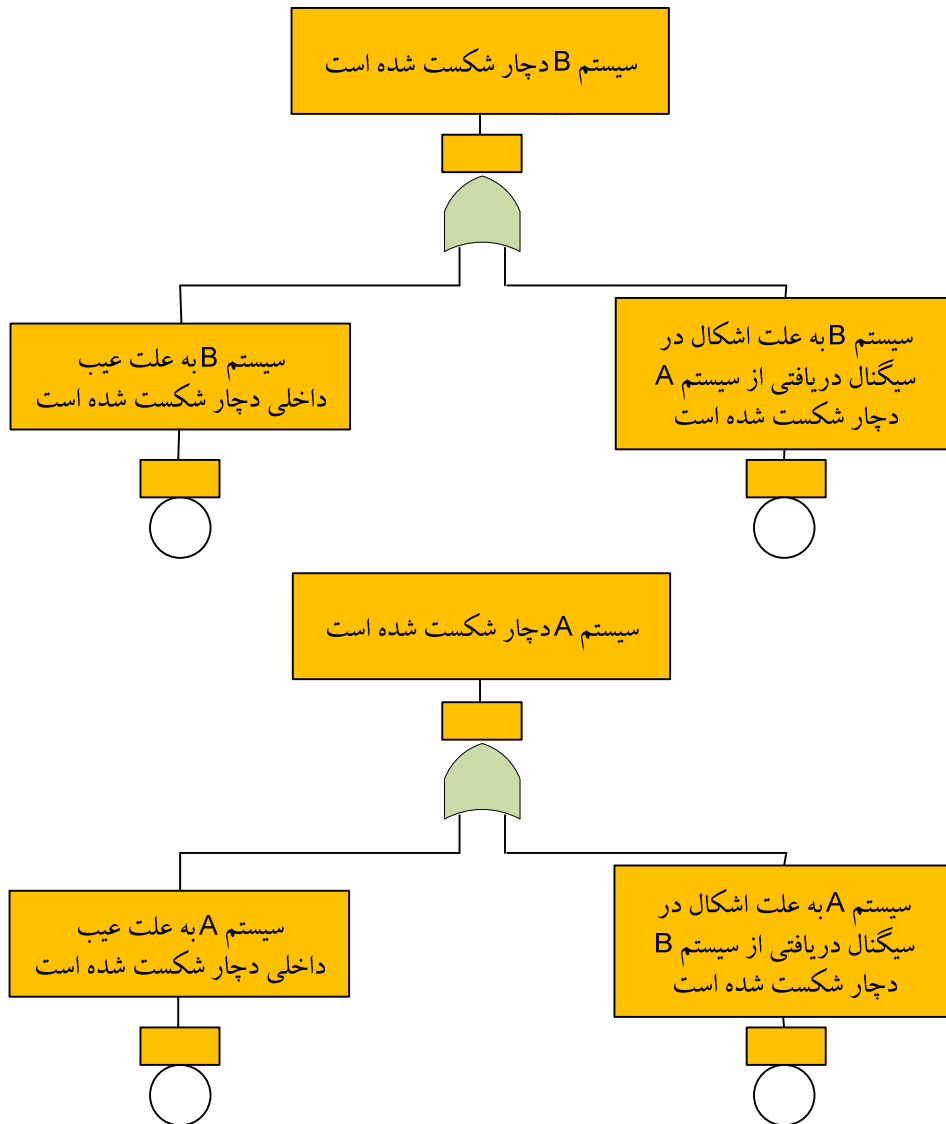 سیستم B دچار شکست شده است
سیستم B به علت اشکال در
سیگنال دریافتی از سیستم A
دچار شکست شده است
سیستم B به علت عیب
داخلی دچار شکست شده است
سیستم A دچار شکست شده است
سیستم A به علت اشکال در
سیگنال دریافتی از سیستم B
دچار شکست شده است
سیستم A به علت عیب
داخلی دچار شکست شده است